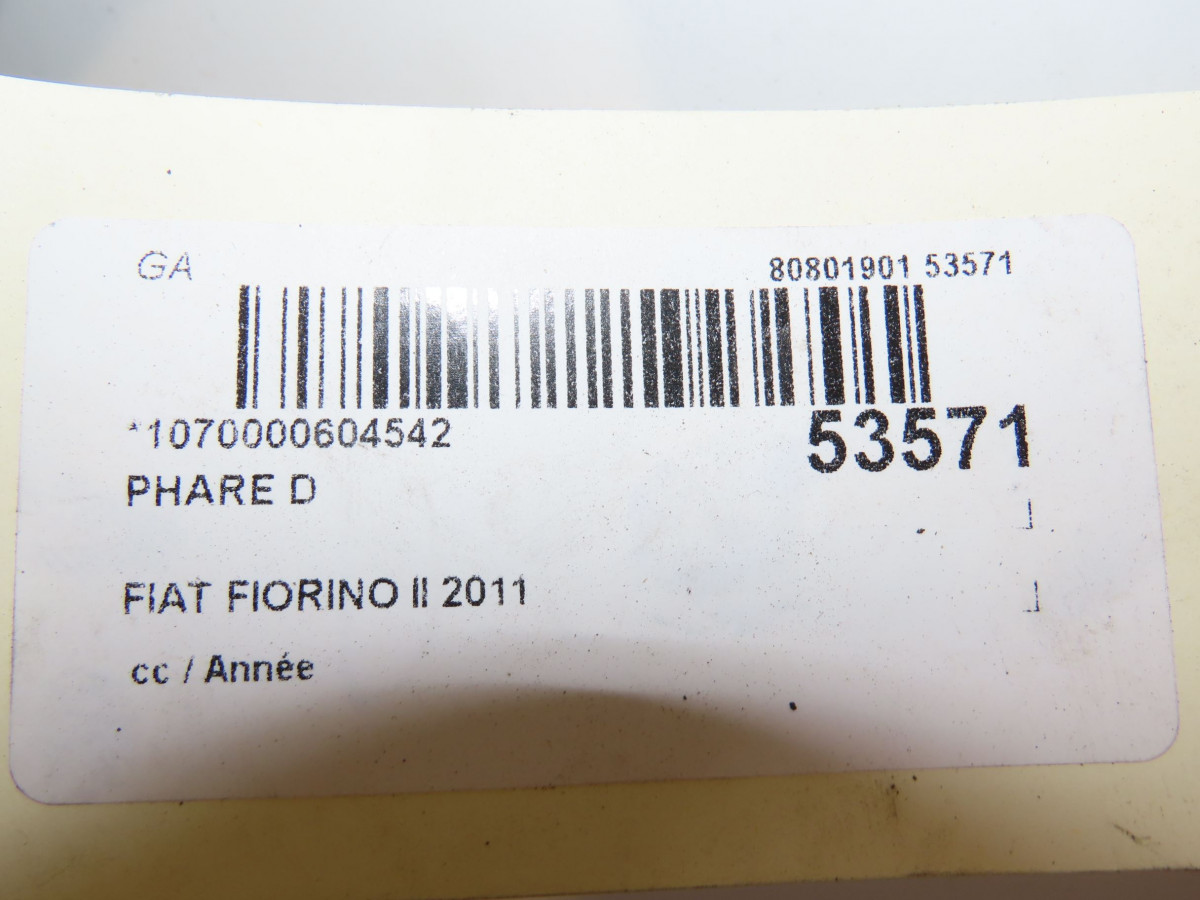 GA 80801901 53571
*1070000604542 53571
PHARE D
FIAT FIORINO II 2011
cc / Année